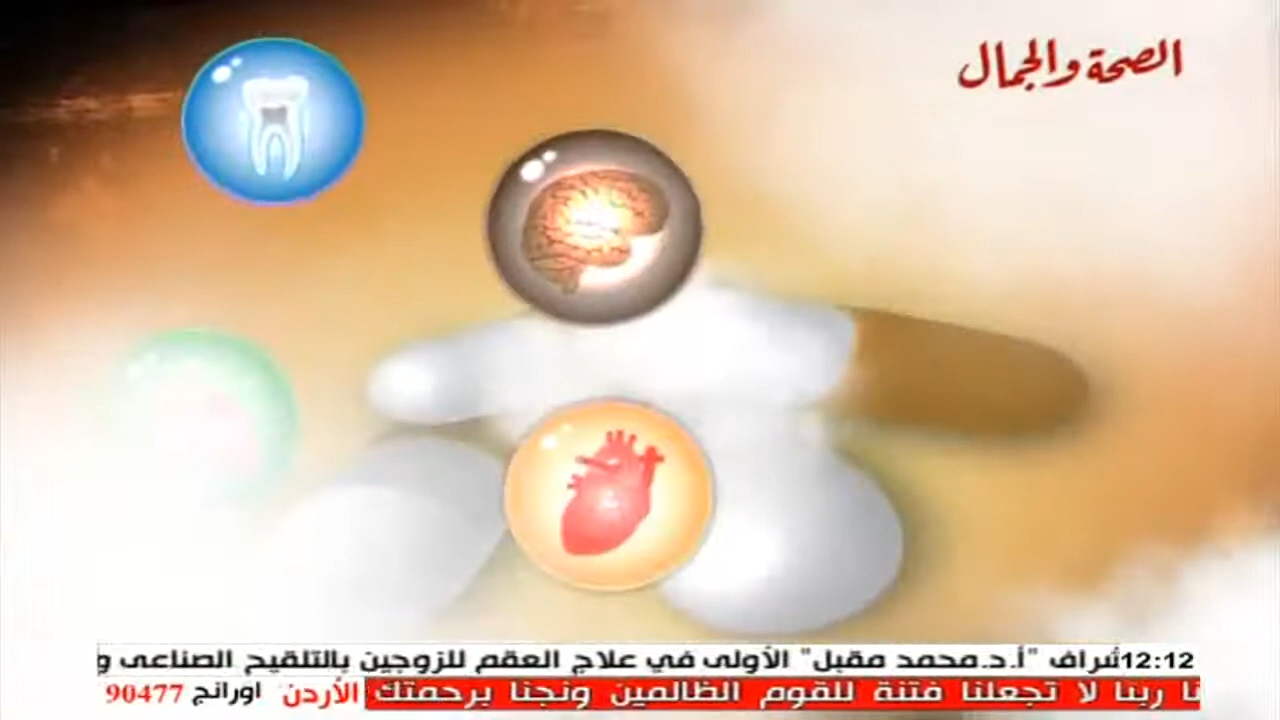 الصحة والجمال
12:12 شراف "أ.د.محمد مقبل" الأولى في علاج العقم للزوجين بالتلقيح الصناعى و
نا ربنا لا تجعلنا فتنة للقوم الظالمين ونجنا برحمتك الأردن اورانج 90477